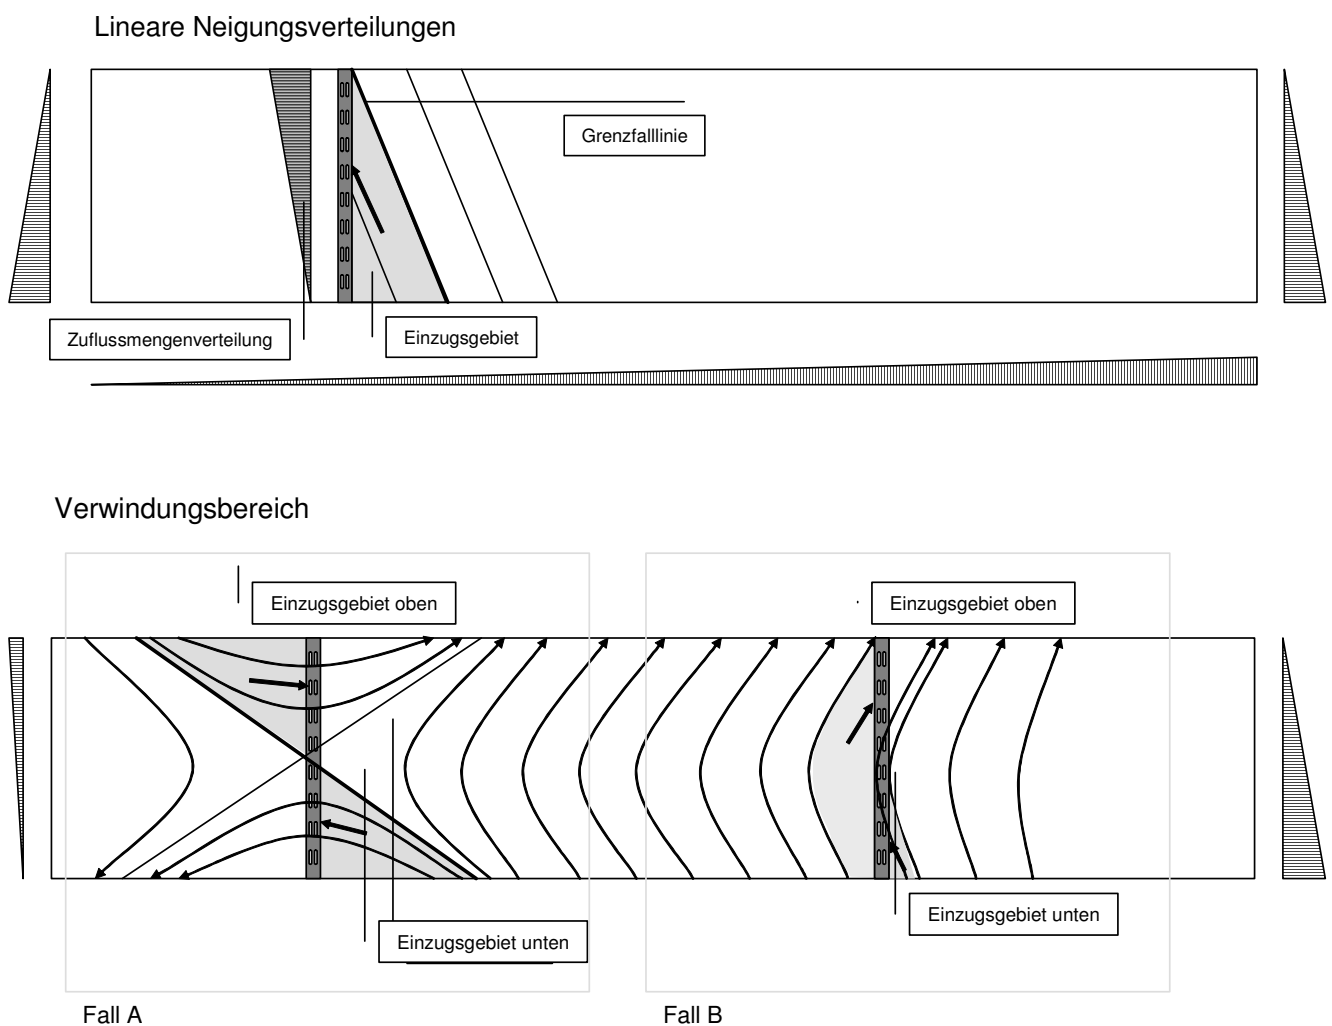 Lineare Neigungsverteilungen
Grenzfalllinie
Zuflussmengenverteilung
Einzugsgebiet
Verwindungsbereich
Einzugsgebiet oben
Einzugsgebiet oben
Einzugsgebiet unten
Einzugsgebiet unten
Fall A
Fall B